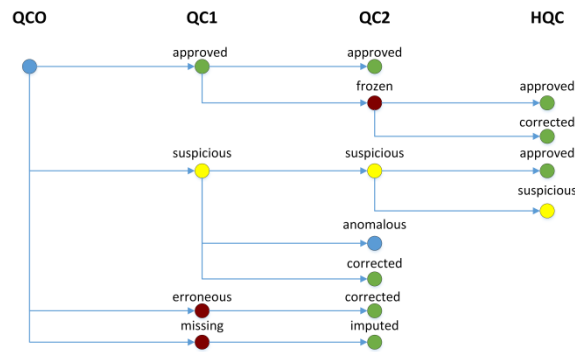 QCO QC1 QC2 HQC
approved approved
frozen approved
corrected
suspicious suspicious approved
suspicious
anomalous
corrected
erroneous corrected
missing imputed